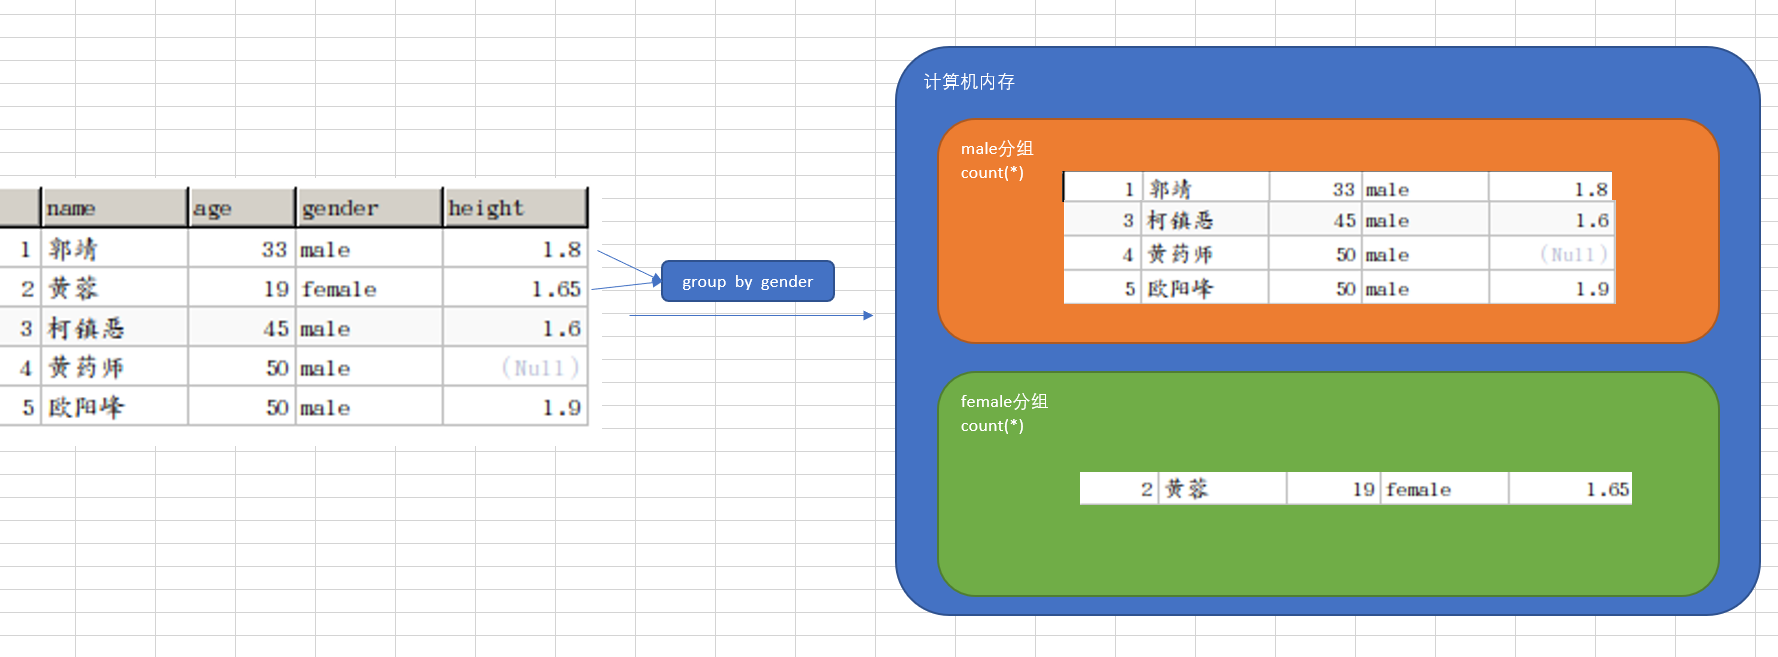 name age gender height
1 郭靖 33 male 1.8
2 黄蓉 19 female 1.65
3 柯镇恶 45 male 1.6
4 黄药师 50 male (Null)
5 欧阳峰 50 male 1.9
group by gender
计算机内存
male分组
count(*)
1 郭靖 33 male 1.8
3 柯镇恶 45 male 1.6
4 黄药师 50 male (Null)
5 欧阳峰 50 male 1.9
female分组
count(*)
2 黄蓉 19 female 1.65